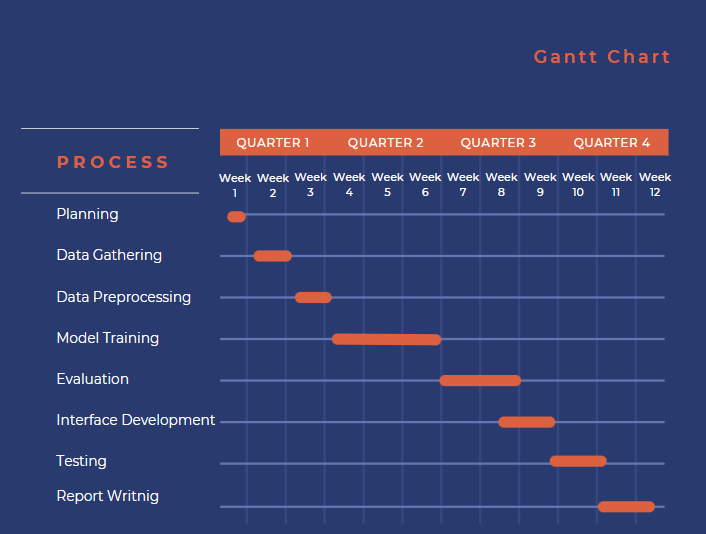 Gantt Chart
QUARTER 1 QUARTER 2 QUARTER 3 QUARTER 4
PROCESS
Week 1 Week 2 Week 3 Week 4 Week 5 Week 6 Week 7 Week 8 Week 9 Week 10 Week 11 Week 12
Planning
Data Gathering
Data Preprocessing
Model Training
Evaluation
Interface Development
Testing
Report Writnig